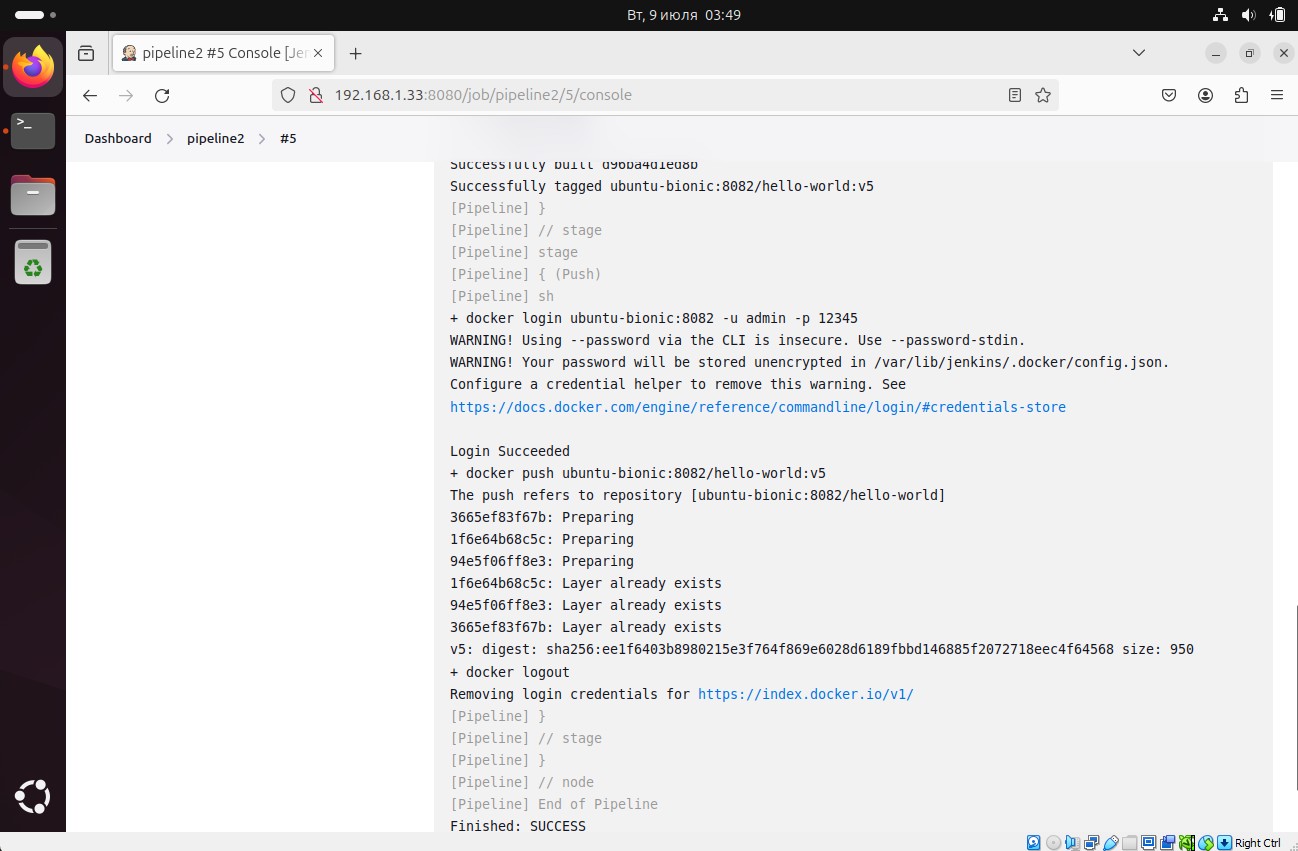 Вт, 9 июля 03:49
pipeline2 #5 Console [Jen
192.168.1.33:8080/job/pipeline2/5/console
Dashboard pipeline2 #5
Successfully built d96ba4d1ed8b
Successfully tagged ubuntu-bionic:8082/hello-world:v5
[Pipeline] }
[Pipeline] // stage
[Pipeline] stage
[Pipeline] { (Push)
[Pipeline] sh
+ docker login ubuntu-bionic:8082 -u admin -p 12345
WARNING! Using --password via the CLI is insecure. Use --password-stdin.
WARNING! Your password will be stored unencrypted in /var/lib/jenkins/.docker/config.json.
Configure a credential helper to remove this warning. See
https://docs.docker.com/engine/reference/commandline/login/#credentials-store
Login Succeeded
+ docker push ubuntu-bionic:8082/hello-world:v5
The push refers to repository [ubuntu-bionic:8082/hello-world]
3665ef83f67b: Preparing
1f6e64b68c5c: Preparing
94e5f06ff8e3: Preparing
1f6e64b68c5c: Layer already exists
94e5f06ff8e3: Layer already exists
3665ef83f67b: Layer already exists
v5: digest: sha256:ee1f6403b8980215e3f764f869e6028d6189fbbd146885f2072718eec4f64568 size: 950
+ docker logout
Removing login credentials for https://index.docker.io/v1/
[Pipeline] }
[Pipeline] // stage
[Pipeline] }
[Pipeline] // node
[Pipeline] End of Pipeline
Finished: SUCCESS
Right Ctrl